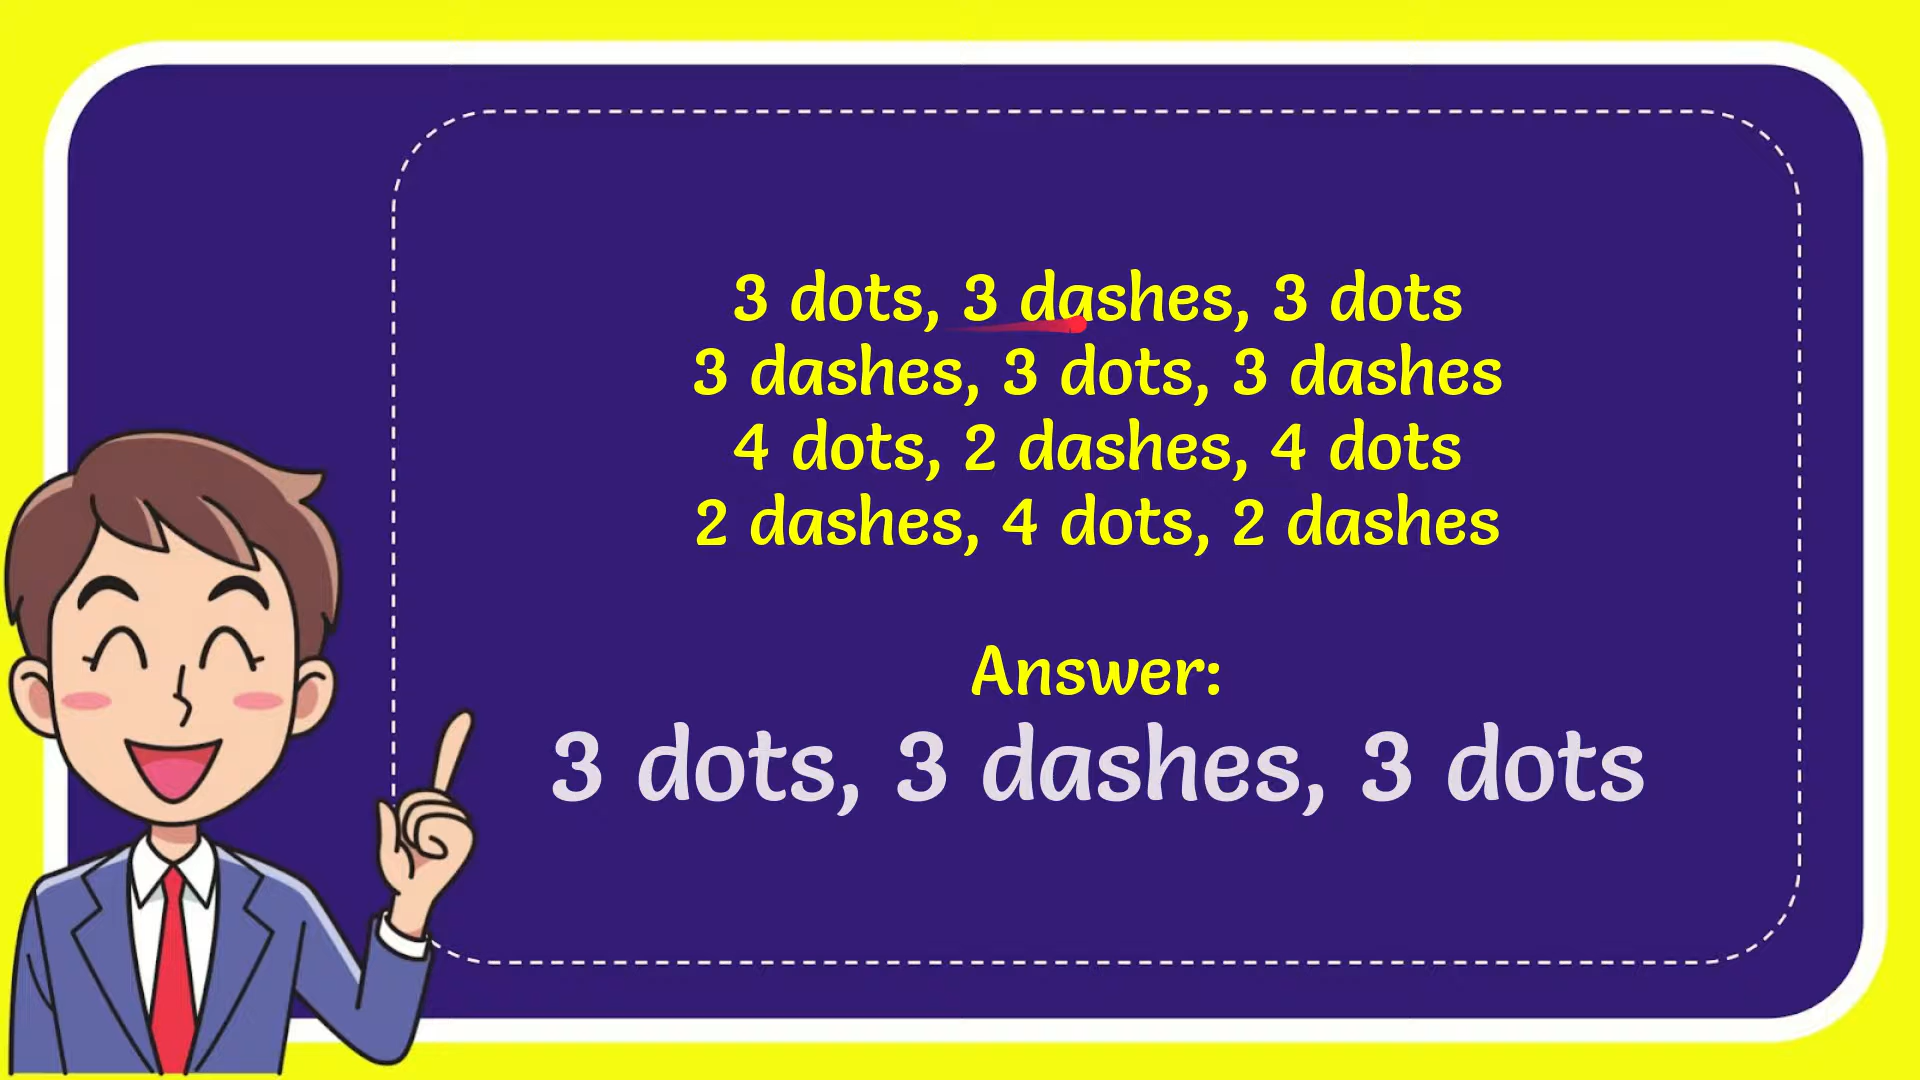 3 dots, 3 dashes, 3 dots
3 dashes, 3 dots, 3 dashes
4 dots, 2 dashes, 4 dots
2 dashes, 4 dots, 2 dashes
Answer:
3 dots, 3 dashes, 3 dots